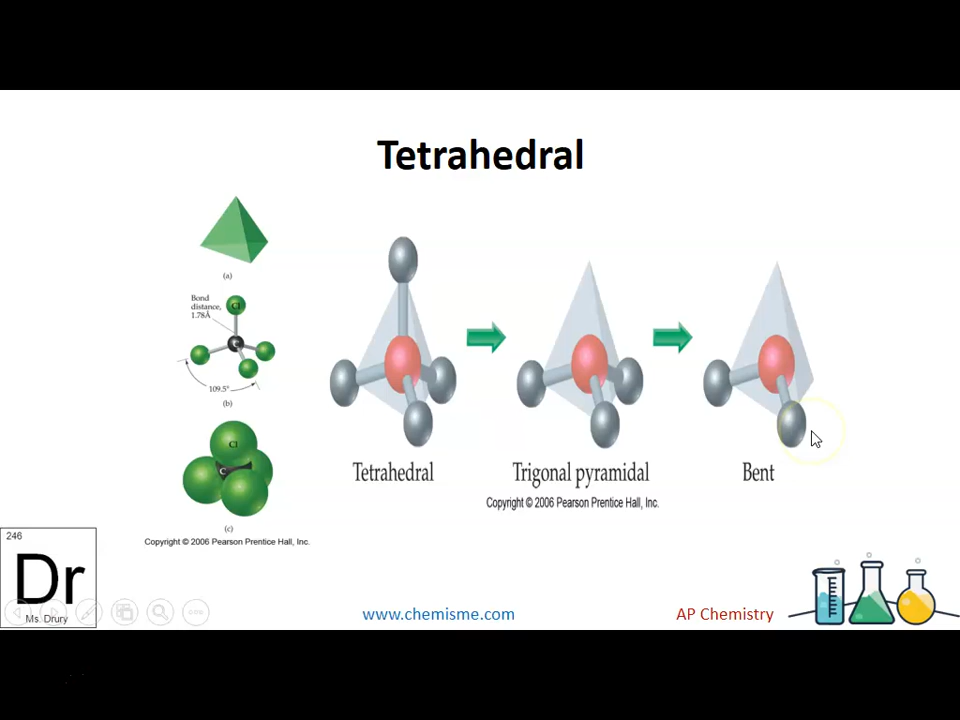 Tetrahedral
(a)
Bond
distance,
1.78Å
Cl
C
109.5°
(b)
Cl
C
(c)
Copyright © 2006 Pearson Prentice Hall, Inc.
Tetrahedral
Trigonal pyramidal
Bent
Copyright © 2006 Pearson Prentice Hall, Inc.
246
Dr
Ms. Drury
www.chemisme.com
AP Chemistry